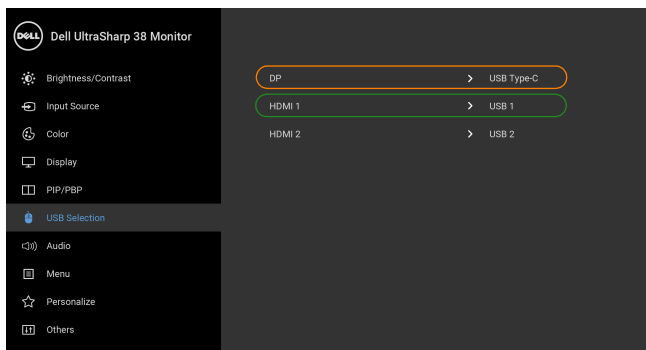 DELL Dell UltraSharp 38 Monitor
Brightness/Contrast
Input Source
Color
Display
PIP/PBP
USB Selection
Audio
Menu
Personalize
Others
DP > USB Type-C
HDMI 1 > USB 1
HDMI 2 > USB 2